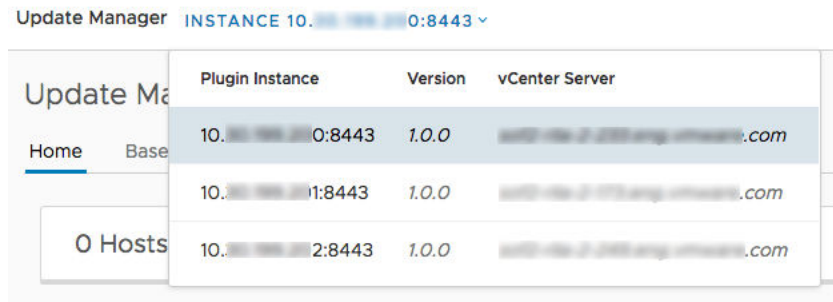 Update Manager INSTANCE 10. 0:8443
Plugin Instance Version vCenter Server
Update Ma
10. 0:8443 1.0.0 .com
Home Base
10. 1:8443 1.0.0 .com
0 Hosts
10. 2:8443 1.0.0 .com